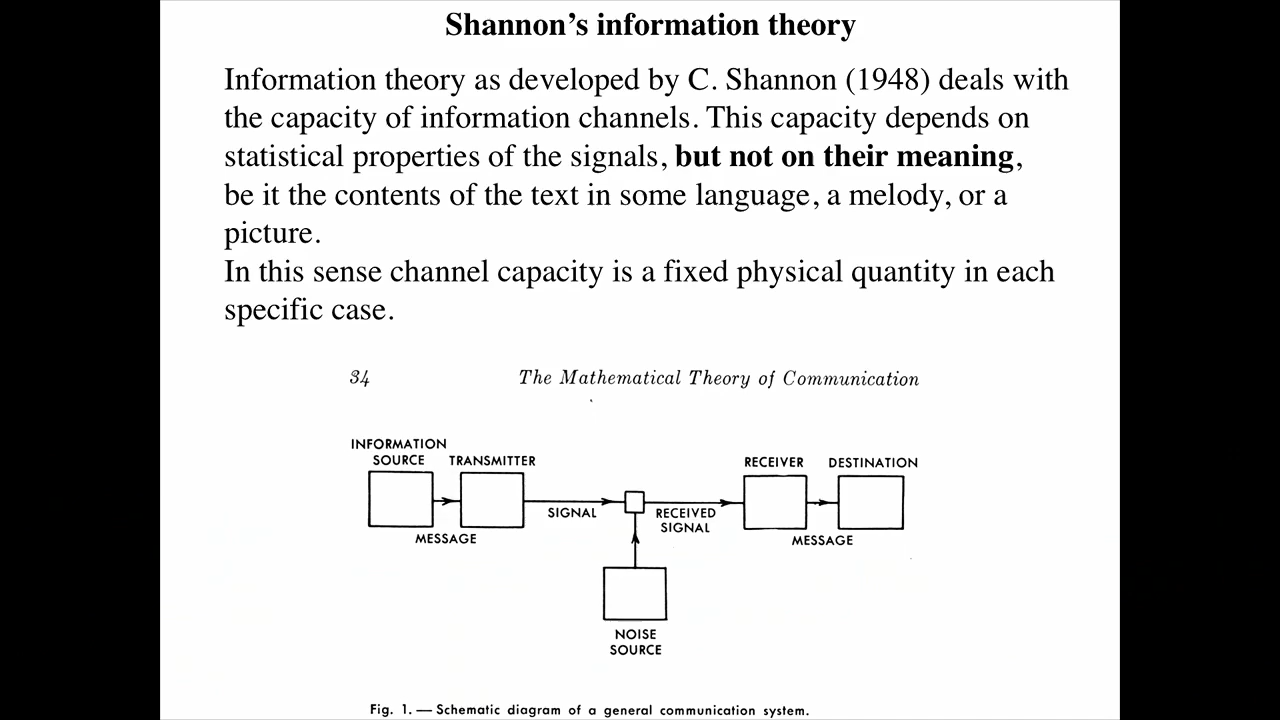 Shannon’s information theory
Information theory as developed by C. Shannon (1948) deals with
the capacity of information channels. This capacity depends on
statistical properties of the signals, but not on their meaning,
be it the contents of the text in some language, a melody, or a
picture.
In this sense channel capacity is a fixed physical quantity in each
specific case.
34 The Mathematical Theory of Communication
INFORMATION
SOURCE
TRANSMITTER
RECEIVER
DESTINATION
SIGNAL
RECEIVED
SIGNAL
MESSAGE
MESSAGE
NOISE
SOURCE
Fig. 1. — Schematic diagram of a general communication system.